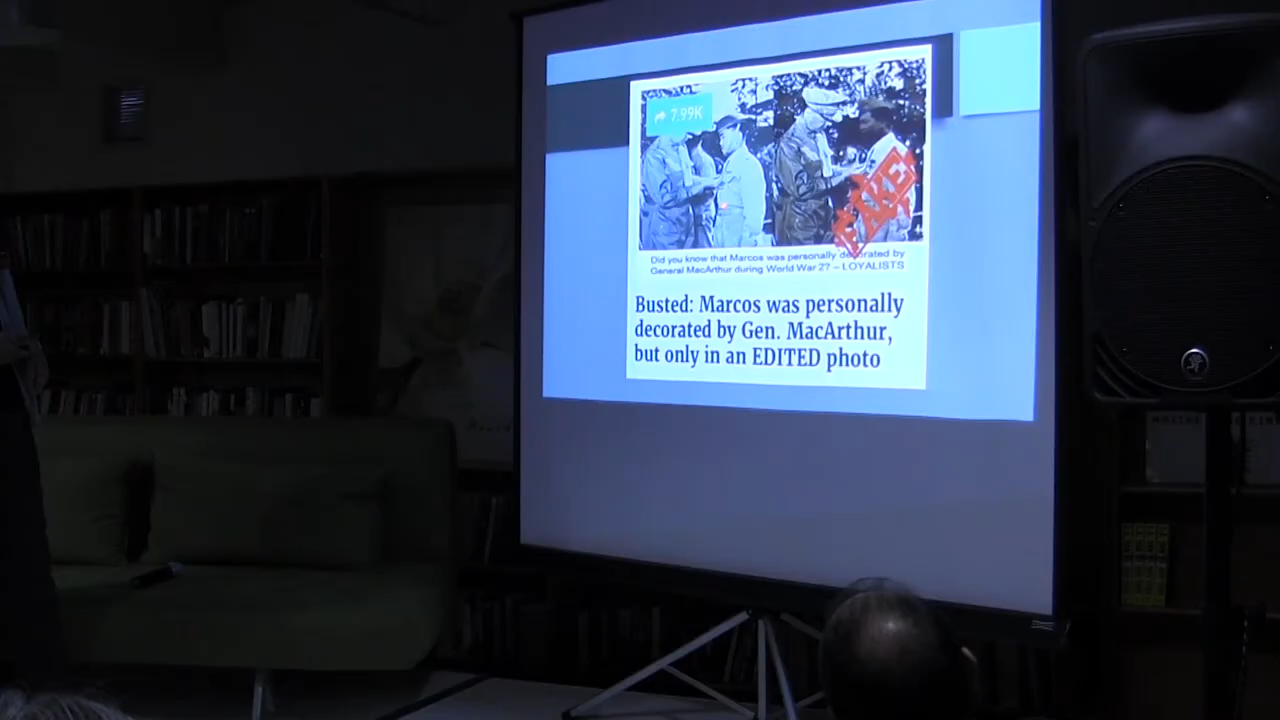 7.99K
FAKE
Did you know that Marcos was personally decorated by
General MacArthur during World War 2? – LOYALISTS
Busted: Marcos was personally
decorated by Gen. MacArthur,
but only in an EDITED photo